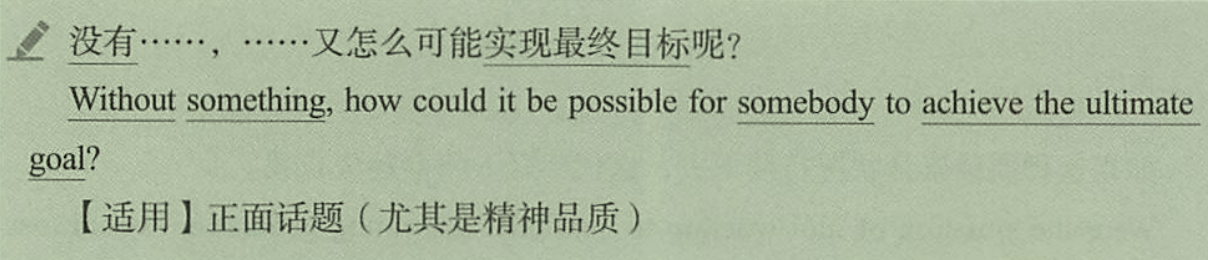 没有……，……又怎么可能实现最终目标呢？
Without something, how could it be possible for somebody to achieve the ultimate
goal?
【适用】正面话题（尤其是精神品质）